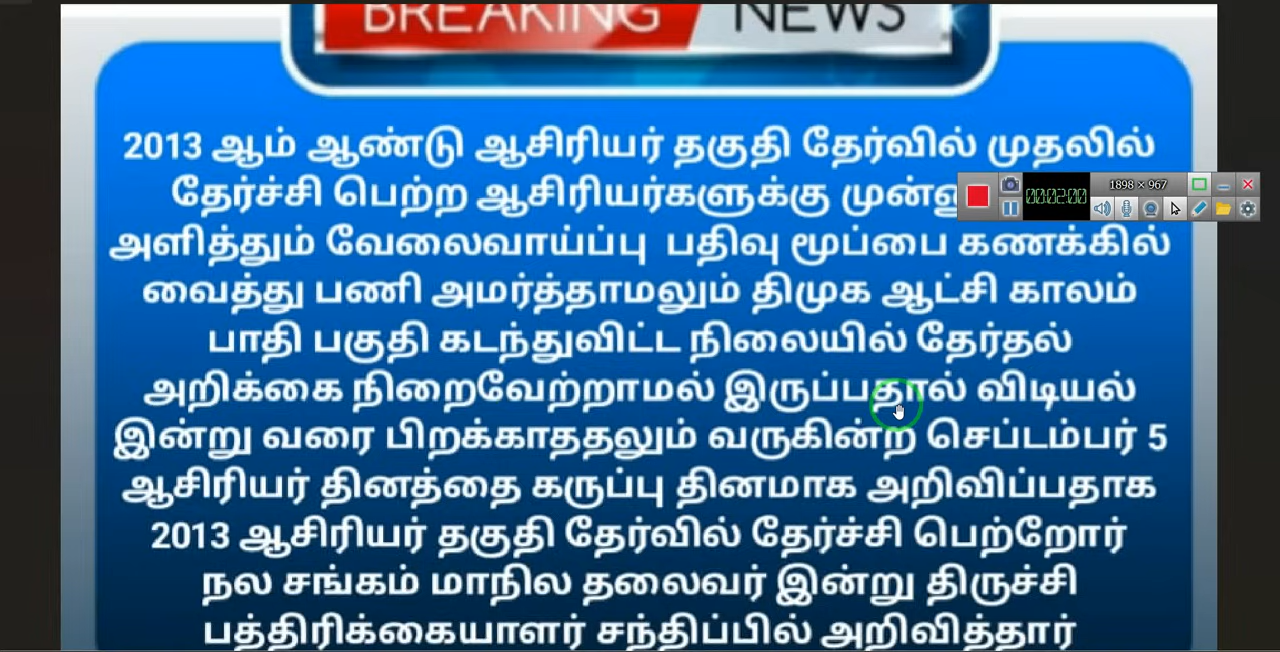 BREAKING NEWS
2013 ஆம் ஆண்டு ஆசிரியர் தகுதி தேர்வில் முதலில்
தேர்ச்சி பெற்ற ஆசிரியர்களுக்கு
1898 × 967
00:02:00
அளித்தும் வேலைவாய்ப்பு பதிவு மூப்பை கணக்கில்
வைத்து பணி அமர்த்தாமலும் திமுக ஆட்சி காலம்
பாதி பகுதி கடந்துவிட்ட நிலையில் தேர்தல்
அறிக்கை நிறைவேற்றாமல் இருப்பதால் விடியல்
இன்று வரை பிறக்காததலும் வருகின்ற செப்டம்பர் 5
ஆசிரியர் தினத்தை கருப்பு தினமாக அறிவிப்பதாக
2013 ஆசிரியர் தகுதி தேர்வில் தேர்ச்சி பெற்றோர்
நல சங்கம் மாநில தலைவர் இன்று திருச்சி
பத்திரிக்கையாளர் சந்திப்பில் அறிவித்தார்